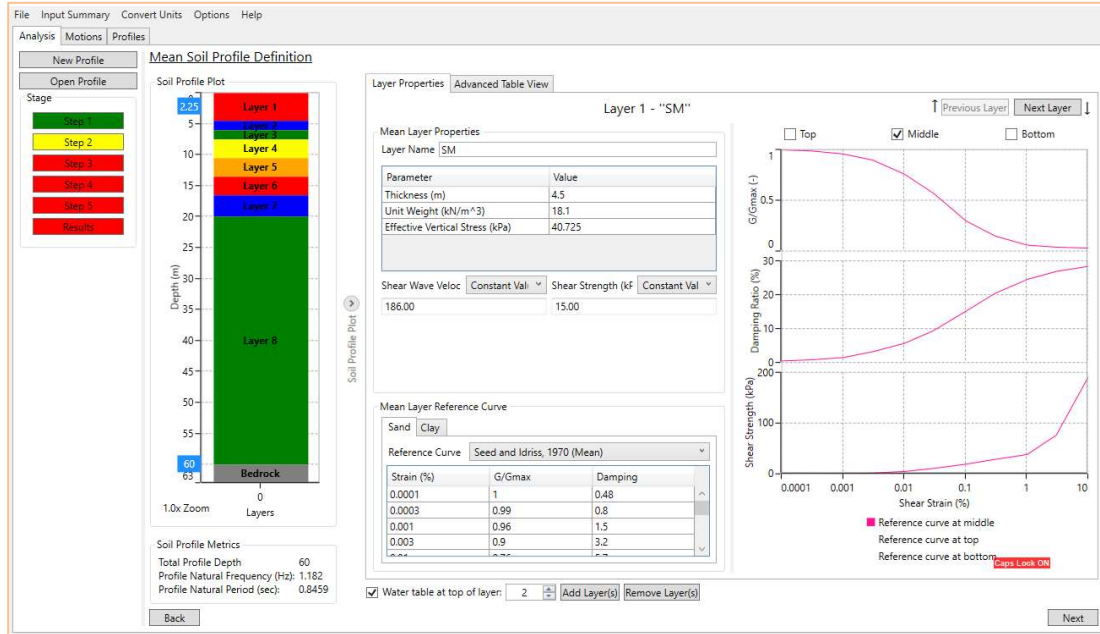 File Input Summary Convert Units Options Help
Analysis Motions Profiles
New Profile
Open Profile
Stage
Step 1
Step 2
Step 3
Step 4
Step 5
Results
Mean Soil Profile Definition
Soil Profile Plot
2.25
5
10
15
20
25
30
35
40
45
50
55
60
63
Depth (m)
Layer 1
Layer 2
Layer 3
Layer 4
Layer 5
Layer 6
Layer 7
Layer 8
Bedrock
0
1.0x Zoom Layers
Soil Profile Metrics
Total Profile Depth 60
Profile Natural Frequency (Hz): 1.182
Profile Natural Period (sec): 0.8459
Back
Soil Profile Plot
Layer Properties Advanced Table View
Layer 1 - "SM"
Previous Layer Next Layer
Mean Layer Properties
Layer Name SM
Parameter Value
Thickness (m) 4.5
Unit Weight (kN/m^3) 18.1
Effective Vertical Stress (kPa) 40.725
Shear Wave Veloc Constant Val Shear Strength (kF Constant Val
186.00 15.00
Mean Layer Reference Curve
Sand Clay
Reference Curve Seed and Idriss, 1970 (Mean)
Strain (%) G/Gmax Damping
0.0001 1 0.48
0.0003 0.99 0.8
0.001 0.96 1.5
0.003 0.9 3.2
Top Middle Bottom
G/Gmax (-)
1
0.5
0
Damping Ratio (%)
30
20
10
0
Shear Strength (kPa)
200
100
0
0.0001 0.001 0.01 0.1 1 10
Shear Strain (%)
Reference curve at middle
Reference curve at top
Reference curve at bottom
Caps Lock ON
Water table at top of layer: 2 Add Layer(s) Remove Layer(s)
Next